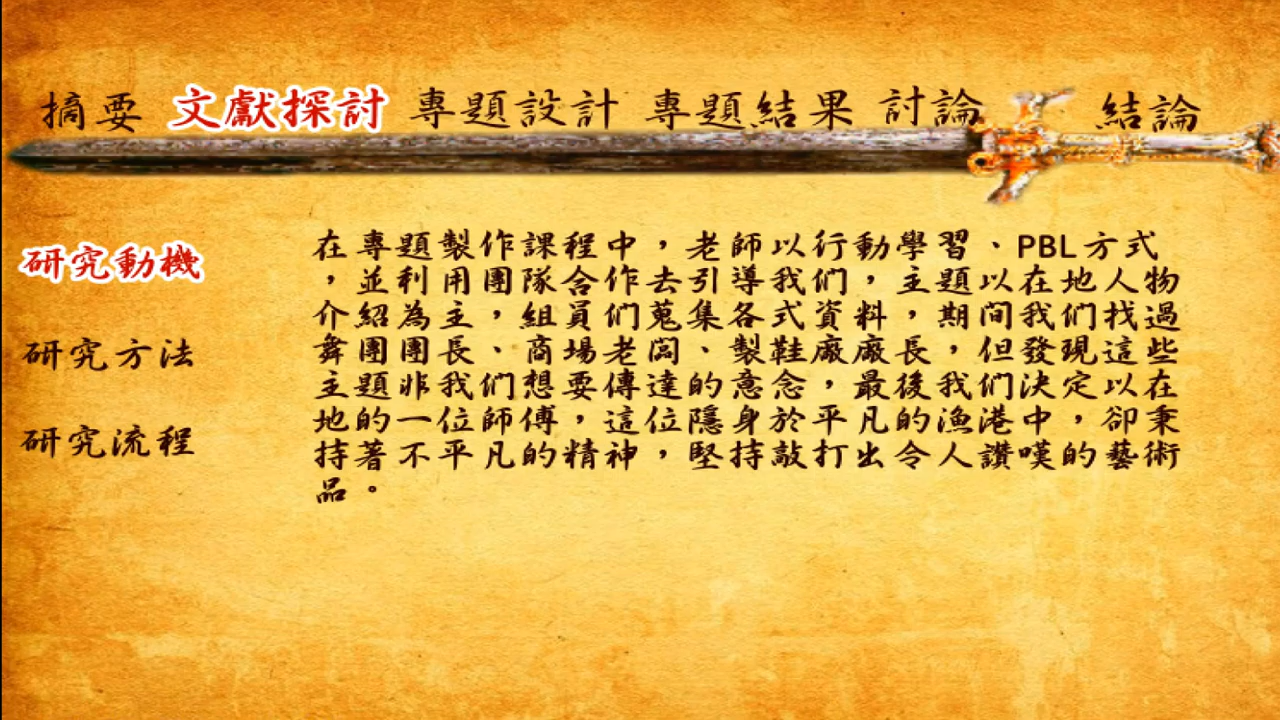 摘要 文獻探討 專題設計 專題結果 討論 結論
研究動機
研究方法
研究流程
在專題製作課程中，老師以行動學習、PBL方式
，並利用團隊合作去引導我们，主題以在地人物
介紹為主，組員们蒐集各式資料，期间我们找過
舞團團長、商場老闆、製鞋廠廠長，但發現這些
主題非我们想要傳達的意念，最後我们決定以在
地的一位師傅，這位隱身於平凡的漁港中，卻秉
持著不平凡的精神，堅持敲打出令人讚嘆的藝術
品。